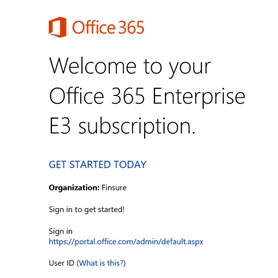 Office 365
Welcome to your
Office 365 Enterprise
E3 subscription.
GET STARTED TODAY
Organization: Finsure
Sign in to get started!
Sign in
https://portal.office.com/admin/default.aspx
User ID (What is this?)